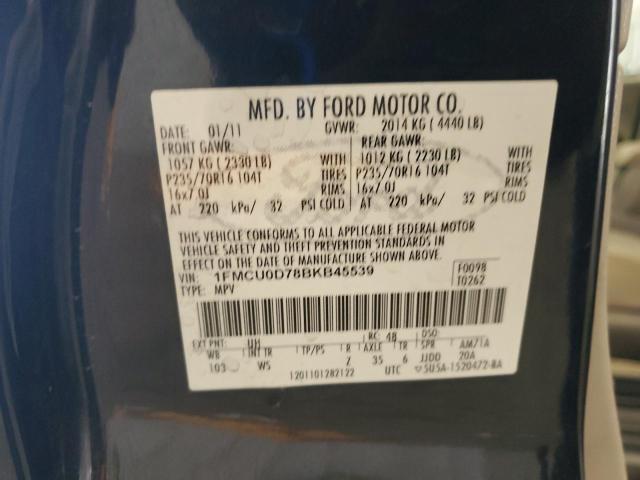 MFD. BY FORD MOTOR CO.
DATE: 01/11 GVWR: 2014 KG ( 4440 LB)
FRONT GAWR: REAR GAWR:
1057 KG ( 2330 LB) WITH 1012 KG ( 2230 LB) WITH
P235/70R16 104T TIRES P235/70R16 104T TIRES
16x7.0J RIMS 16x7.0J RIMS
AT 220 kPa/ 32 PSI COLD AT 220 kPa/ 32 PSI COLD
THIS VEHICLE CONFORMS TO ALL APPLICABLE FEDERAL MOTOR
VEHICLE SAFETY AND THEFT PREVENTION STANDARDS IN
EFFECT ON THE DATE OF MANUFACTURE SHOWN ABOVE.
VIN: 1FMCU0D78BKB45539 F0098
TYPE: MPV T0262
EXT PNT: UH RC: 48 DSO:
WB INT TR TP/PS R AXLE TR SPR AM/1A
103 WS Z 35 6 JJDD 20A
1201101282122 UTC 5U5A-1520472-BA